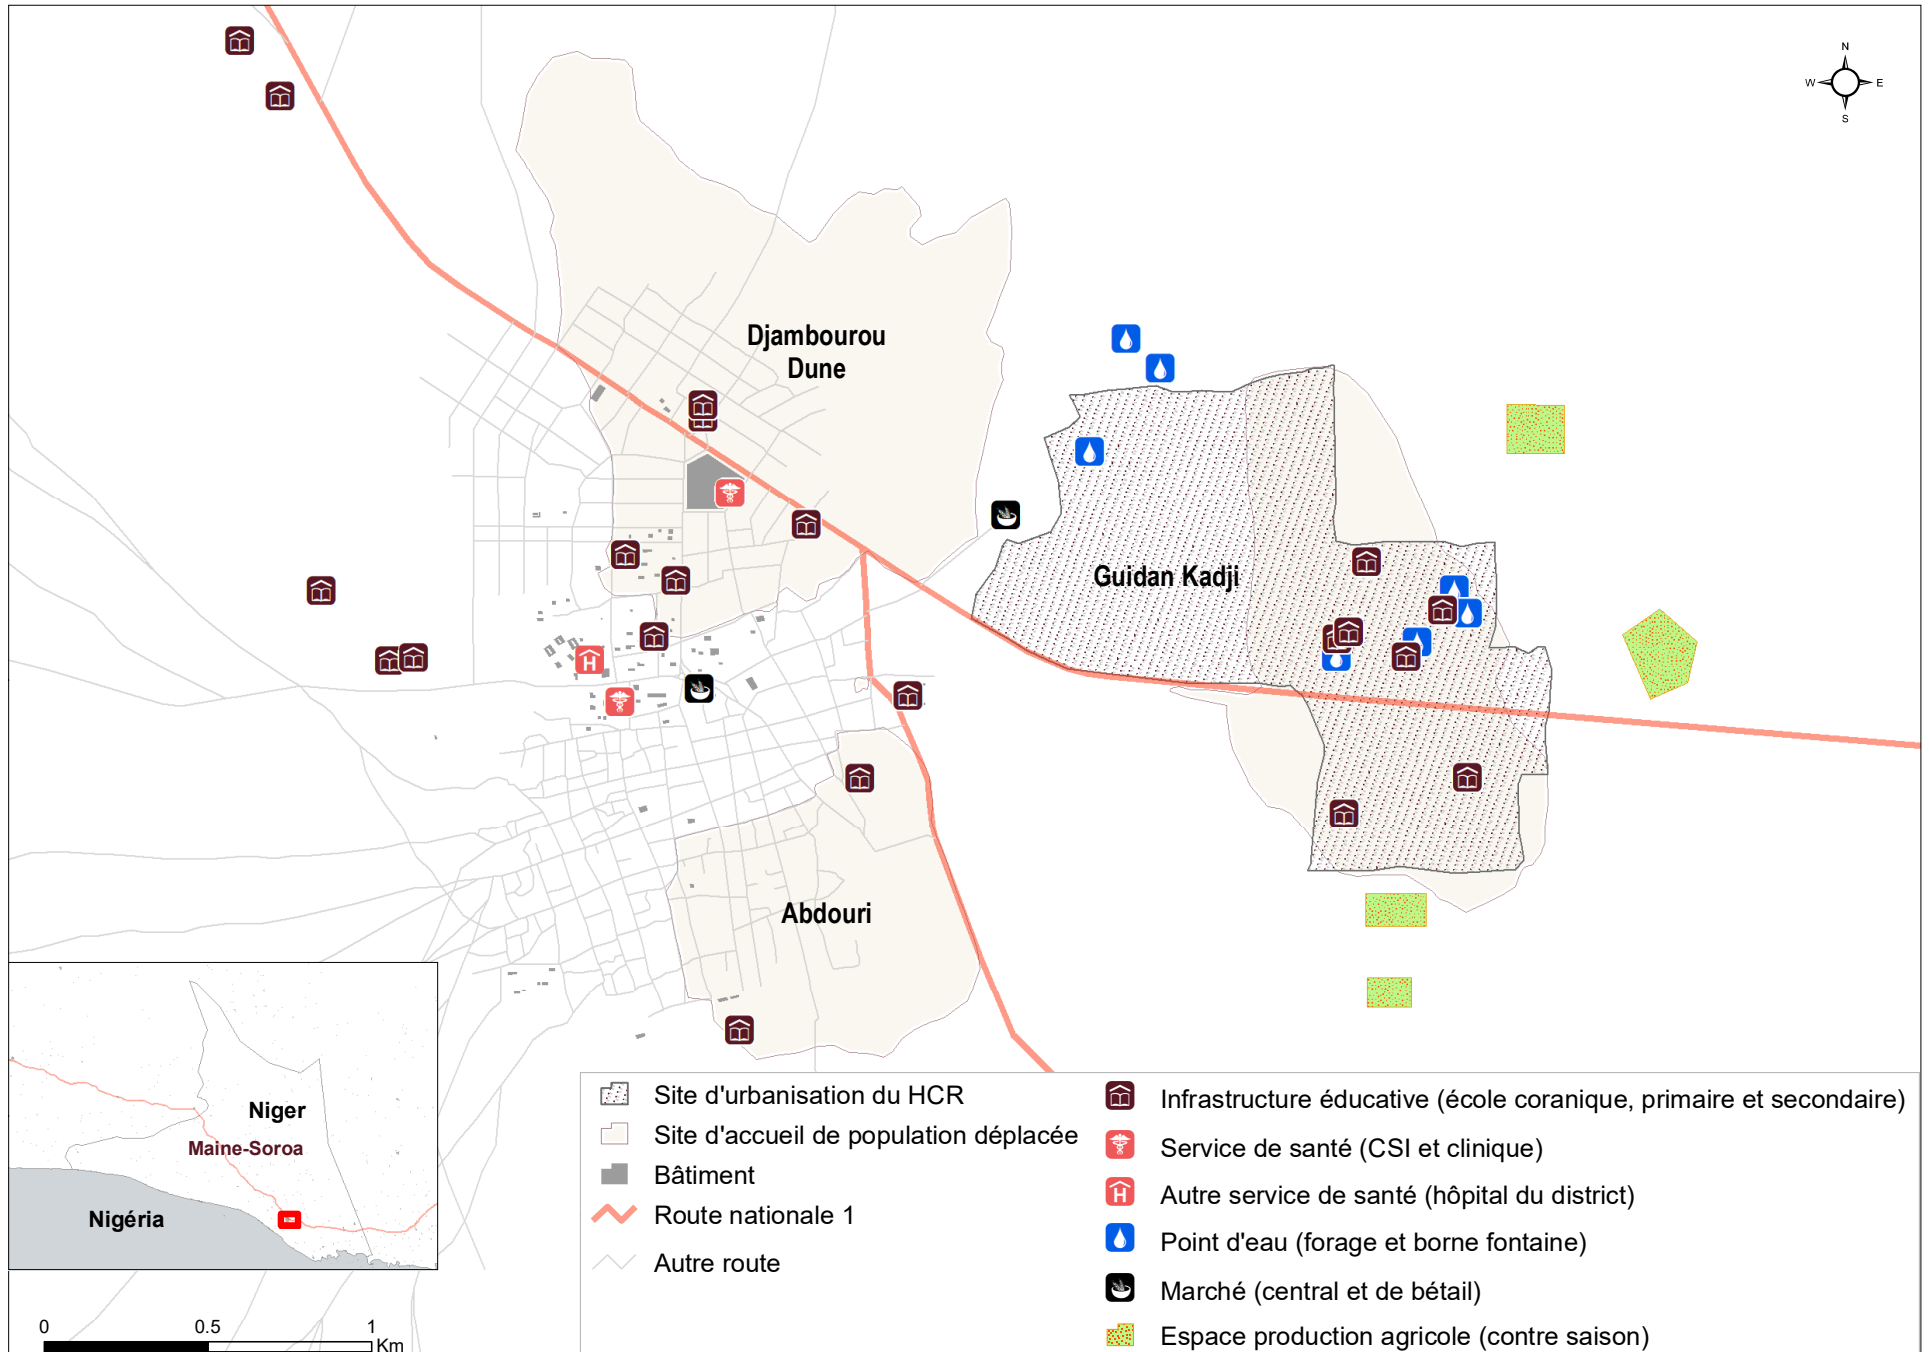 N
W E
S
Djambourou
Dune
Guidan Kadji
Abdouri
Niger
Maine-Soroa
Nigéria
0 0.5 1
Km
Site d'urbanisation du HCR
Site d'accueil de population déplacée
Bâtiment
Route nationale 1
Autre route
Infrastructure éducative (école coranique, primaire et secondaire)
Service de santé (CSI et clinique)
H Autre service de santé (hôpital du district)
Point d'eau (forage et borne fontaine)
Marché (central et de bétail)
Espace production agricole (contre saison)